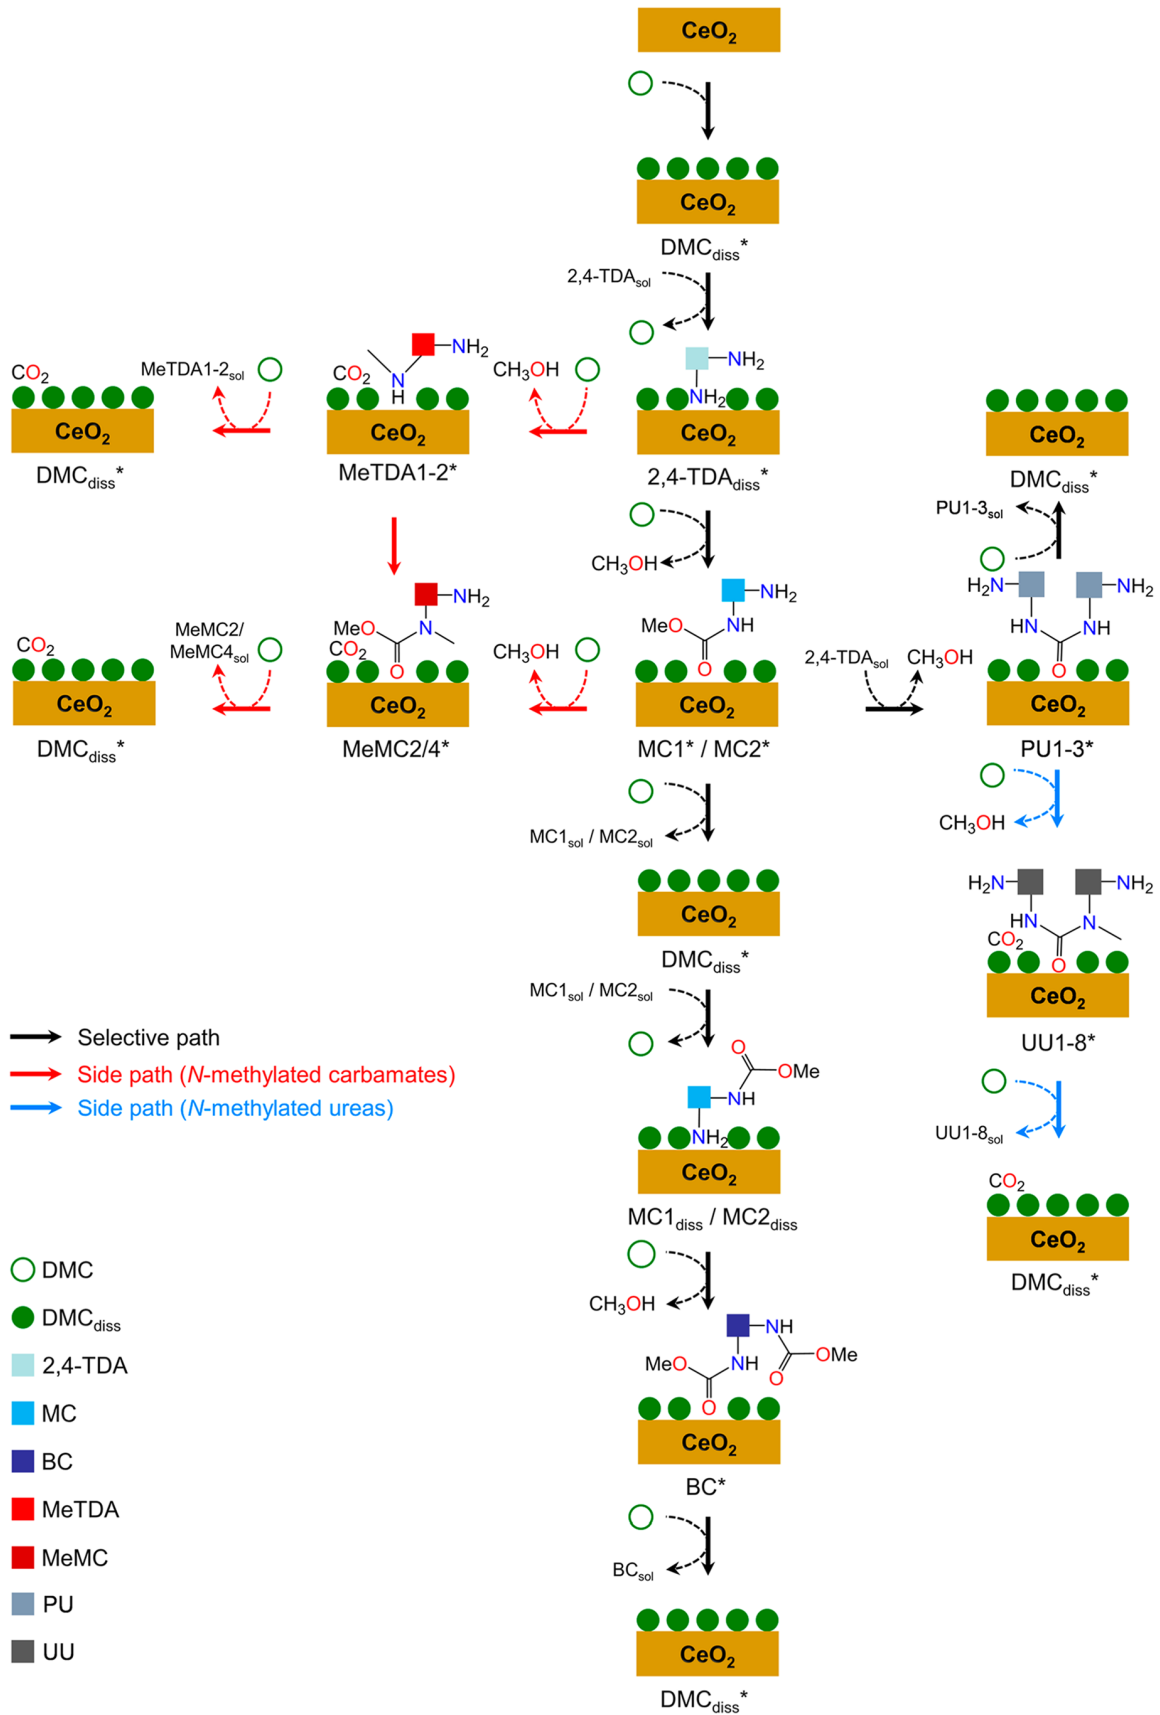 CeO2
CeO2
DMCdiss*
2,4-TDAsol
CO2
MeTDA1-2sol
CO2
NH2
N
H
CH3OH
NH2
NH2
CeO2
CeO2
CeO2
CeO2
DMCdiss*
MeTDA1-2*
2,4-TDAdiss*
DMCdiss*
PU1-3sol
CH3OH
H2N
NH2
HN
NH
O
CO2
MeMC2/
MeMC4sol
NH2
MeO
N
CO2
O
CH3OH
NH2
MeO
NH
O
2,4-TDAsol
CH3OH
CeO2
CeO2
CeO2
CeO2
DMCdiss*
MeMC2/4*
MC1* / MC2*
PU1-3*
CH3OH
MC1sol / MC2sol
H2N
NH2
HN
N
CO2
O
CeO2
CeO2
DMCdiss*
UU1-8*
MC1sol / MC2sol
Selective path
Side path (N-methylated carbamates)
Side path (N-methylated ureas)
O
OMe
NH
NH2
CeO2
MC1diss / MC2diss
UU1-8sol
CO2
CeO2
DMCdiss*
CH3OH
NH
MeO
NH
OMe
O
O
CeO2
BC*
BCsol
CeO2
DMCdiss*
DMC
DMCdiss
2,4-TDA
MC
BC
MeTDA
MeMC
PU
UU